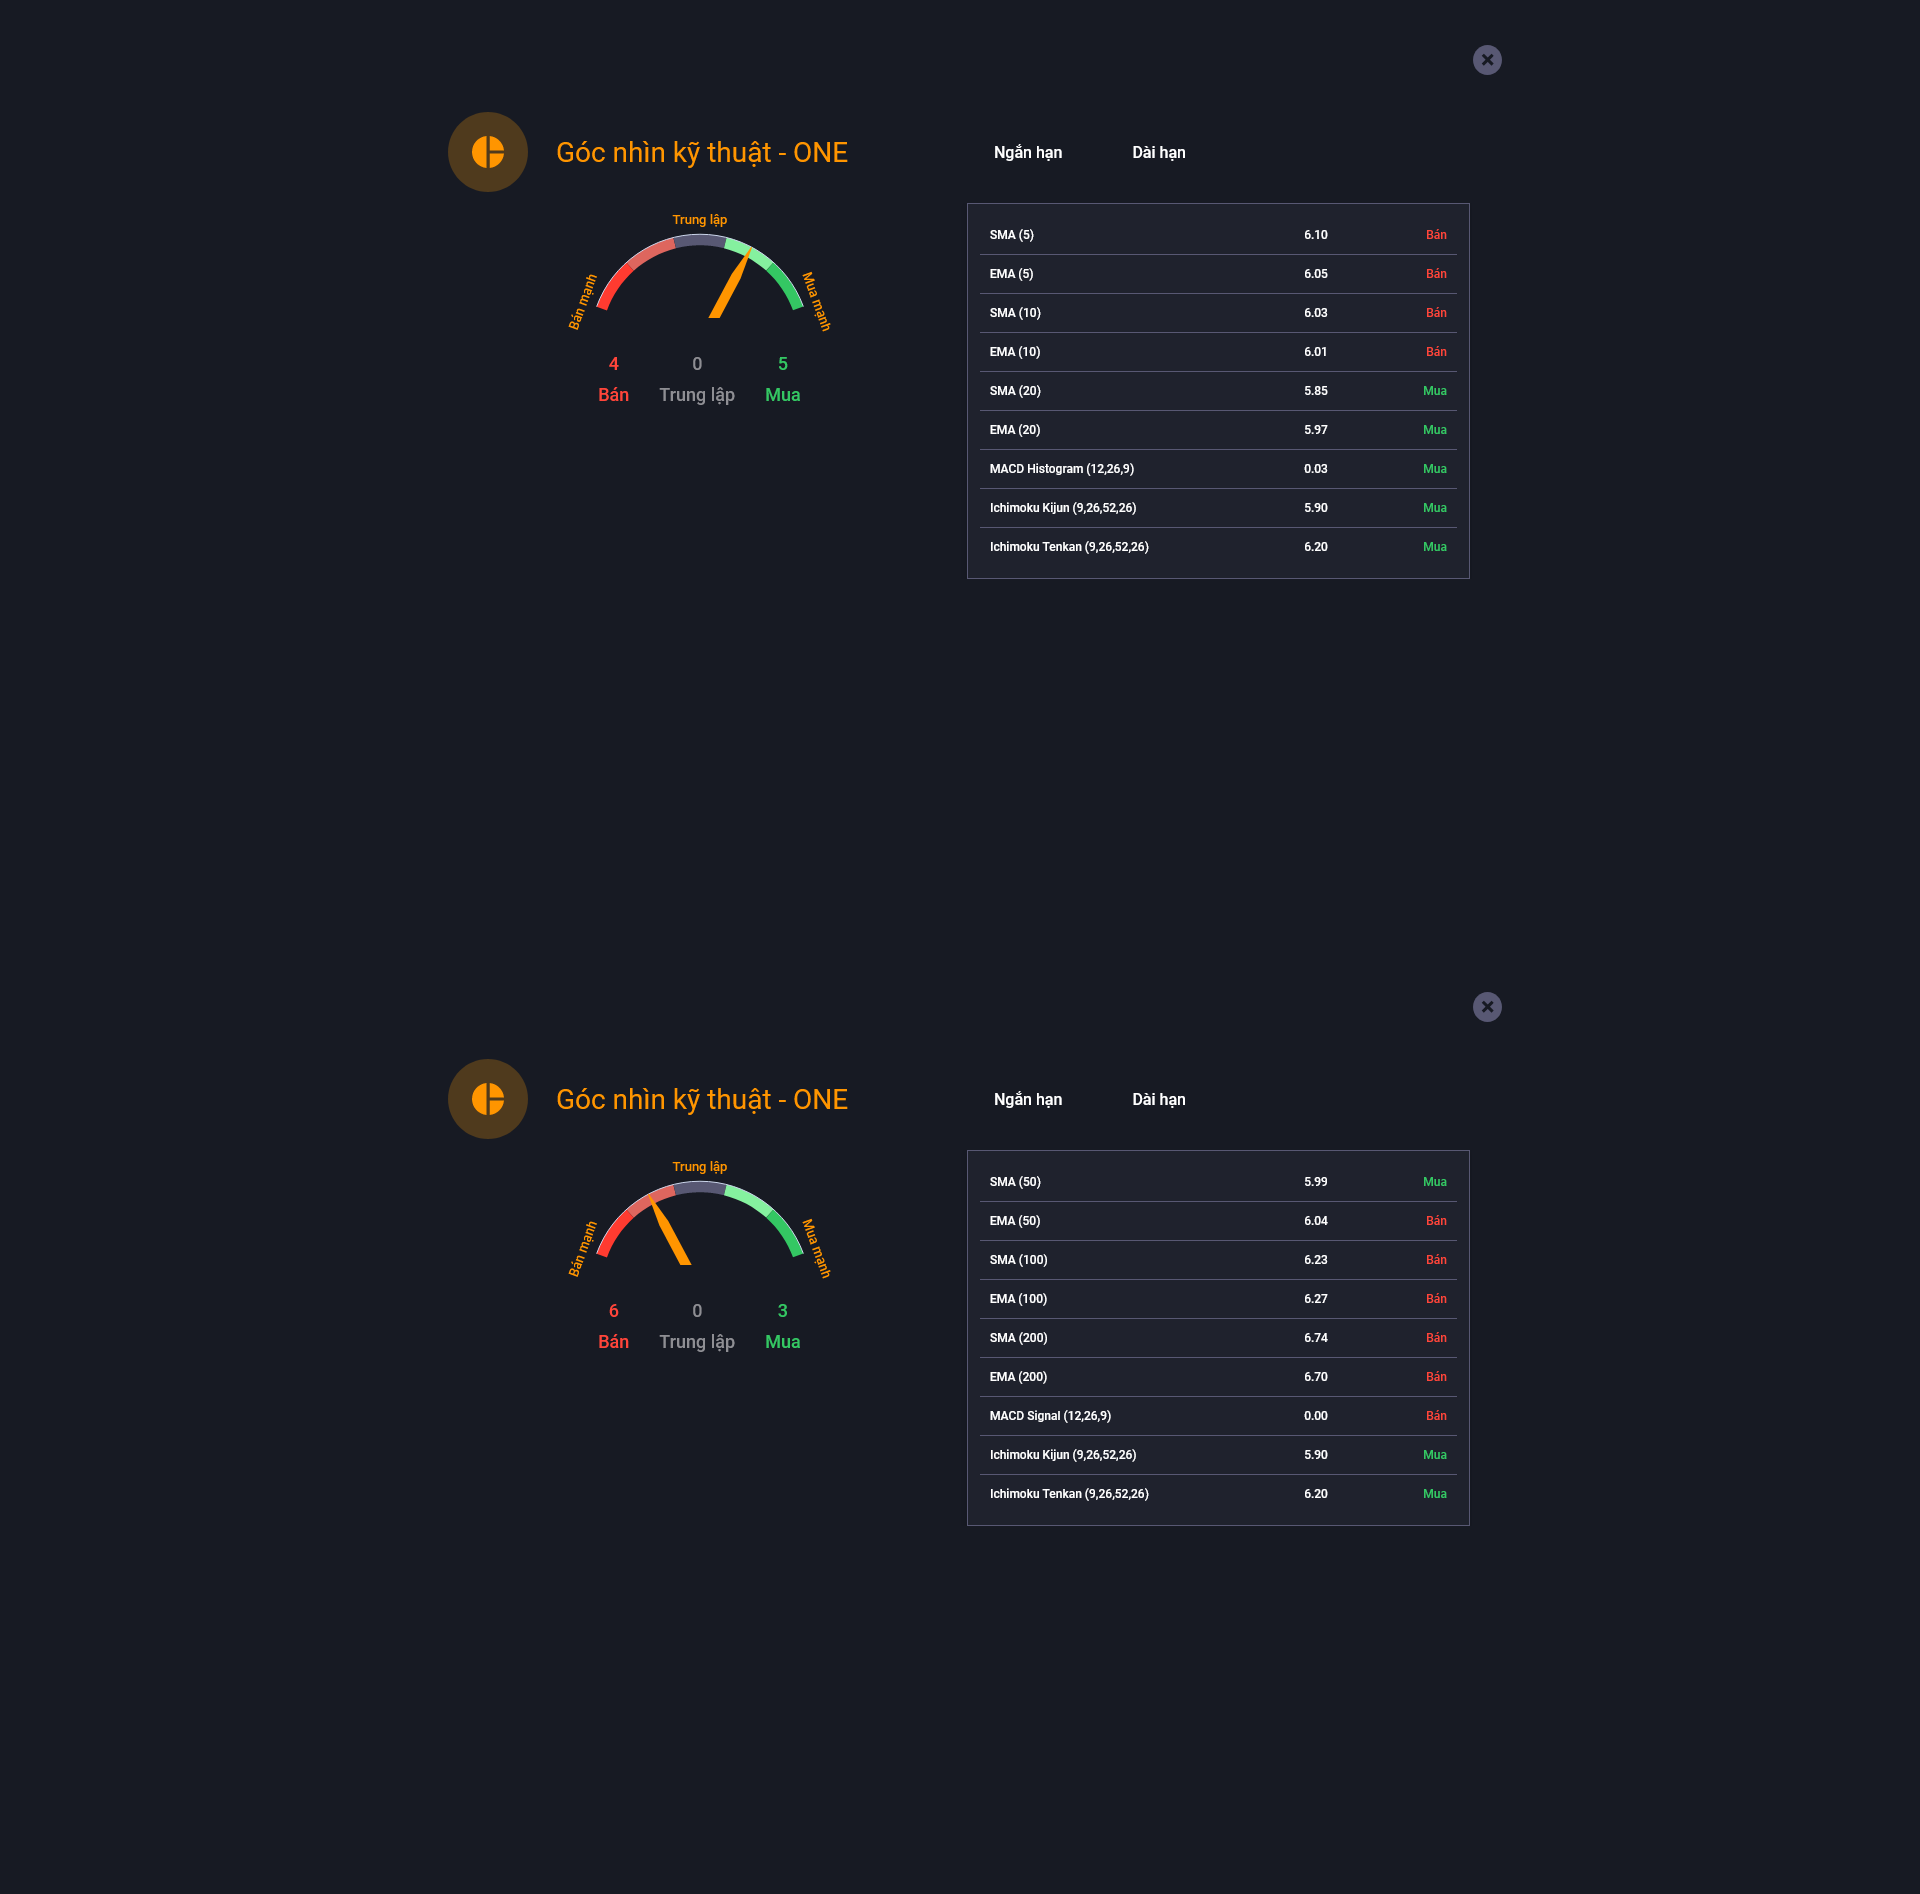 Góc nhìn kỹ thuật - ONE
Ngắn hạn Dài hạn
Trung lập
Bán mạnh
Mua mạnh
4 0 5
Bán Trung lập Mua
SMA (5) 6.10 Bán
EMA (5) 6.05 Bán
SMA (10) 6.03 Bán
EMA (10) 6.01 Bán
SMA (20) 5.85 Mua
EMA (20) 5.97 Mua
MACD Histogram (12,26,9) 0.03 Mua
Ichimoku Kijun (9,26,52,26) 5.90 Mua
Ichimoku Tenkan (9,26,52,26) 6.20 Mua
Góc nhìn kỹ thuật - ONE
Ngắn hạn Dài hạn
Trung lập
Bán mạnh
Mua mạnh
6 0 3
Bán Trung lập Mua
SMA (50) 5.99 Mua
EMA (50) 6.04 Bán
SMA (100) 6.23 Bán
EMA (100) 6.27 Bán
SMA (200) 6.74 Bán
EMA (200) 6.70 Bán
MACD Signal (12,26,9) 0.00 Bán
Ichimoku Kijun (9,26,52,26) 5.90 Mua
Ichimoku Tenkan (9,26,52,26) 6.20 Mua